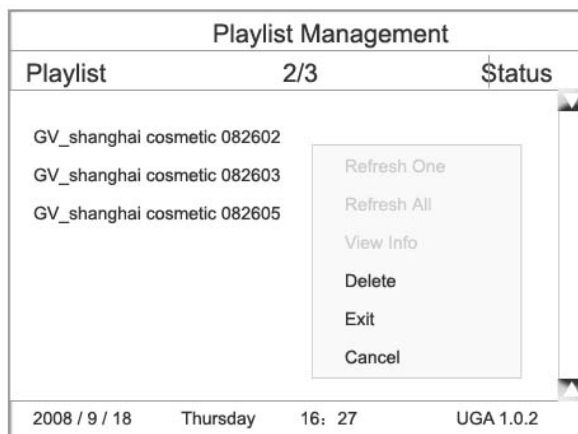 Playlist Management
Playlist 2/3 Status
GV_shanghai cosmetic 082602
GV_shanghai cosmetic 082603
GV_shanghai cosmetic 082605
Refresh One
Refresh All
View Info
Delete
Exit
Cancel
2008 / 9 / 18 Thursday 16：27 UGA 1.0.2